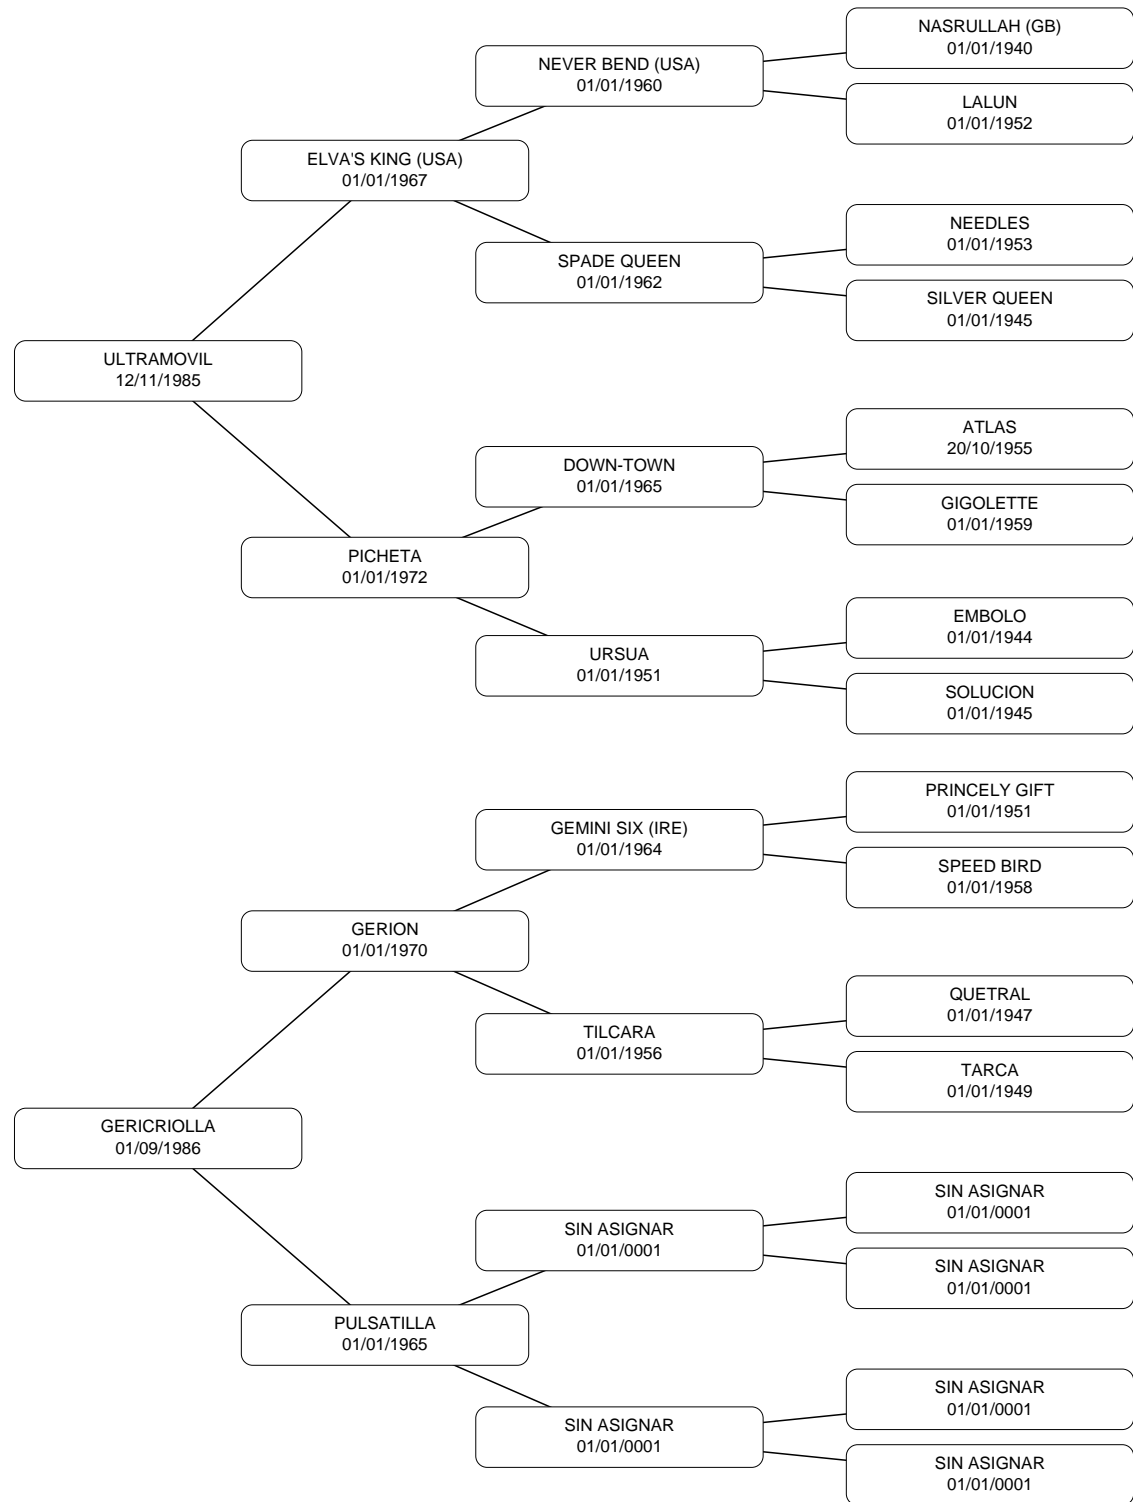 NASRULLAH (GB)
01/01/1940
NEVER BEND (USA)
01/01/1960
LALUN
01/01/1952
ELVA'S KING (USA)
01/01/1967
NEEDLES
01/01/1953
SPADE QUEEN
01/01/1962
SILVER QUEEN
01/01/1945
ULTRAMOVIL
12/11/1985
ATLAS
20/10/1955
DOWN-TOWN
01/01/1965
GIGOLETTE
01/01/1959
PICHETA
01/01/1972
EMBOLO
01/01/1944
URSUA
01/01/1951
SOLUCION
01/01/1945
PRINCELY GIFT
01/01/1951
GEMINI SIX (IRE)
01/01/1964
SPEED BIRD
01/01/1958
GERION
01/01/1970
QUETRAL
01/01/1947
TILCARA
01/01/1956
TARCA
01/01/1949
GERICRIOLLA
01/09/1986
SIN ASIGNAR
01/01/0001
SIN ASIGNAR
01/01/0001
SIN ASIGNAR
01/01/0001
PULSATILLA
01/01/1965
SIN ASIGNAR
01/01/0001
SIN ASIGNAR
01/01/0001
SIN ASIGNAR
01/01/0001